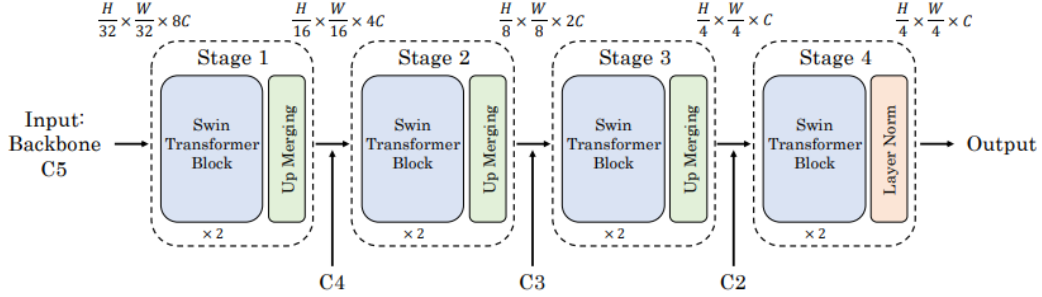 H/32 × W/32 × 8C
H/16 × W/16 × 4C
H/8 × W/8 × 2C
H/4 × W/4 × C
H/4 × W/4 × C
Stage 1
Stage 2
Stage 3
Stage 4
Input:
Backbone
C5
Swin
Transformer
Block
Up Merging
× 2
Swin
Transformer
Block
Up Merging
× 2
Swin
Transformer
Block
Up Merging
× 2
Swin
Transformer
Block
Layer Norm
× 2
Output
C4
C3
C2